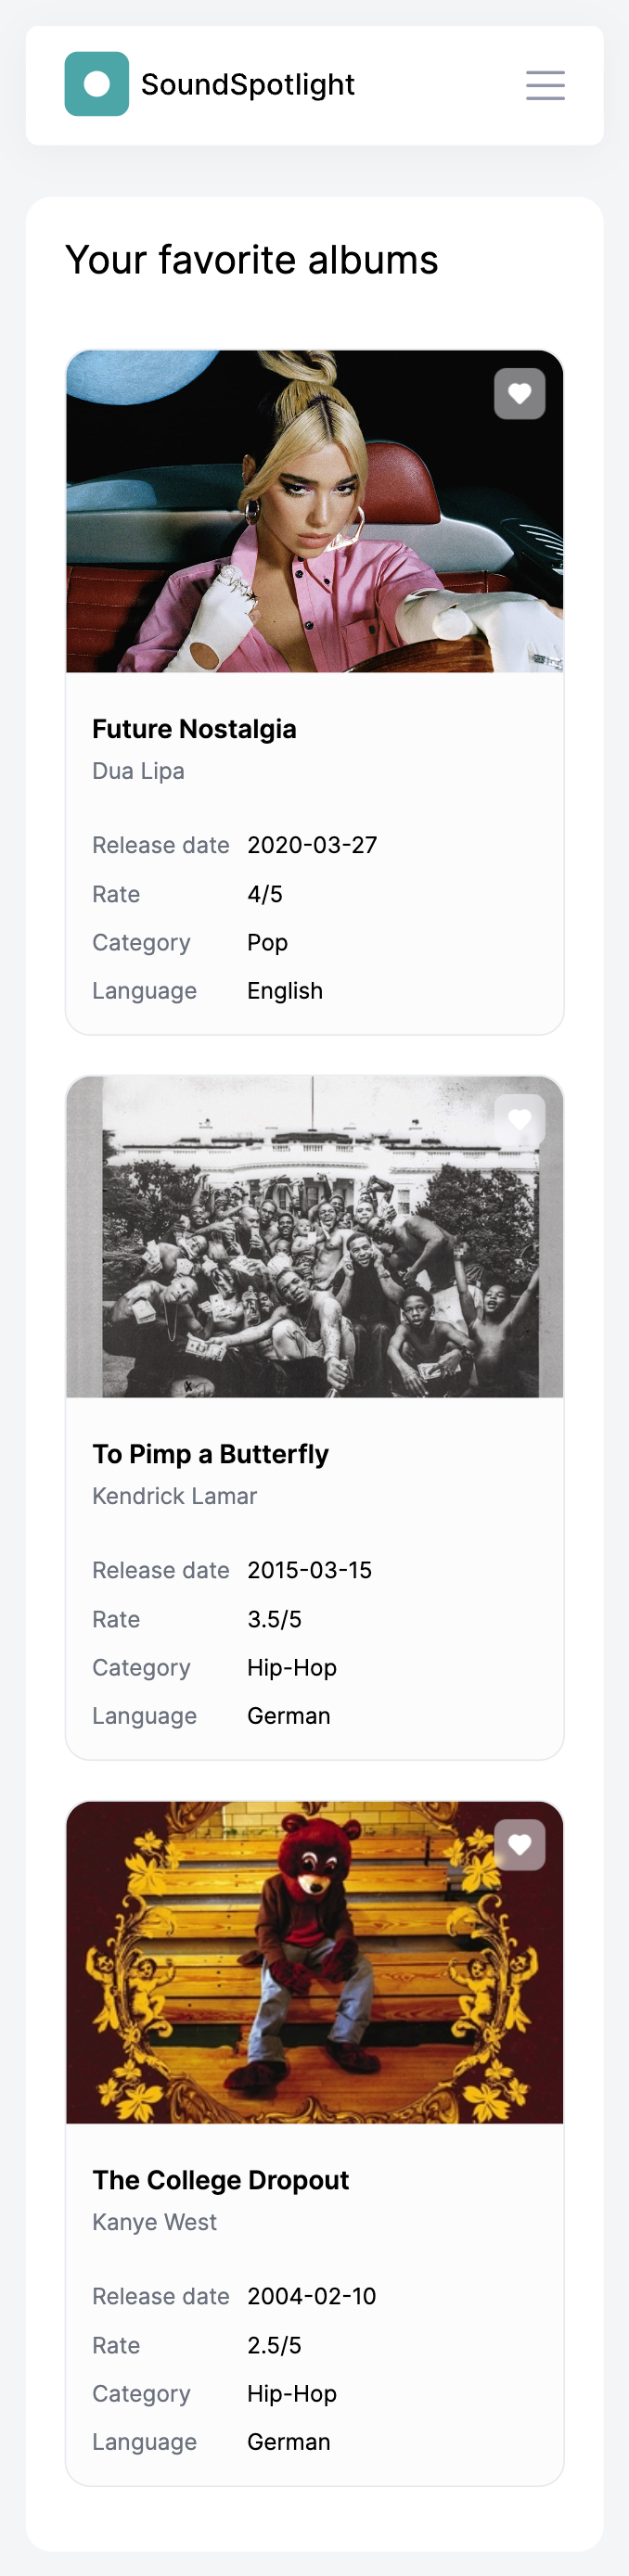 SoundSpotlight
Your favorite albums
Future Nostalgia
Dua Lipa
Release date 2020-03-27
Rate 4/5
Category Pop
Language English
To Pimp a Butterfly
Kendrick Lamar
Release date 2015-03-15
Rate 3.5/5
Category Hip-Hop
Language German
The College Dropout
Kanye West
Release date 2004-02-10
Rate 2.5/5
Category Hip-Hop
Language German